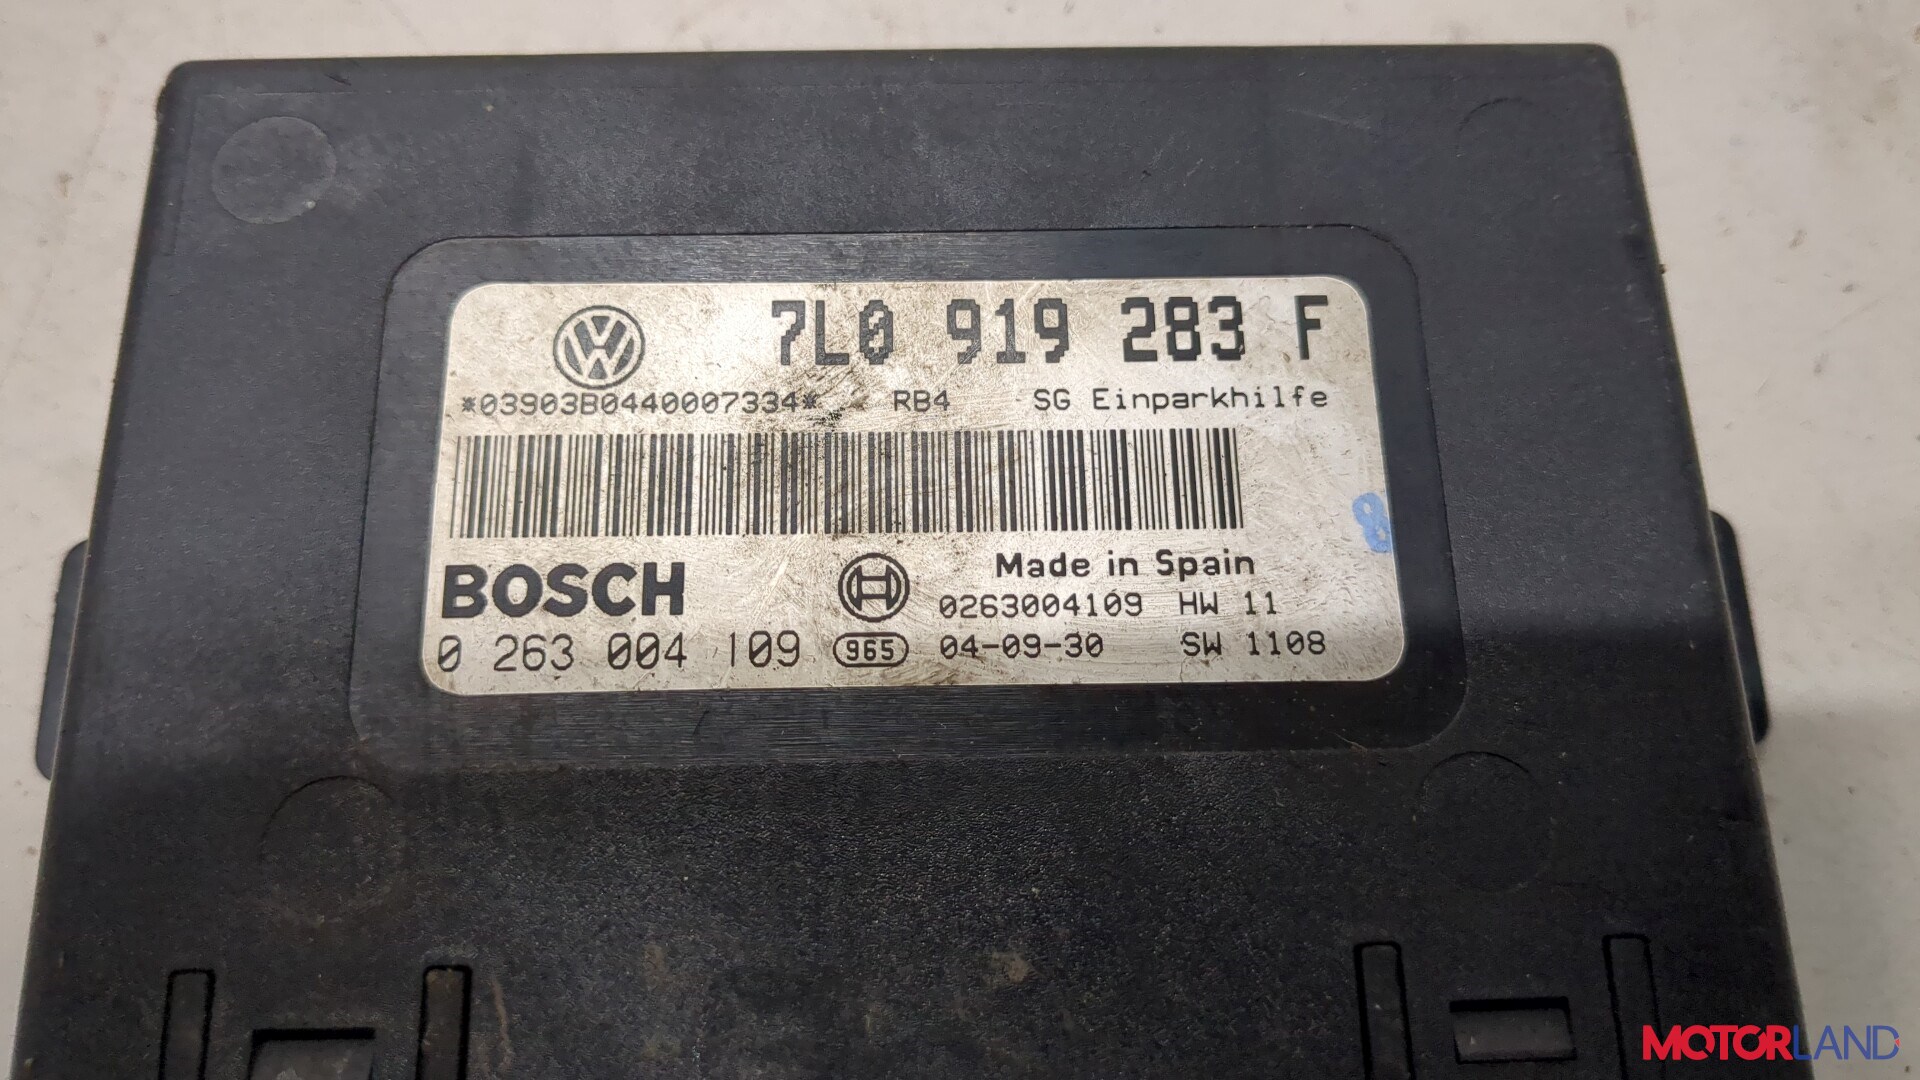 7L0 919 283 F
*03903B0440007334* RB4 SG Einparkhilfe
BOSCH
Made in Spain
0263004109 HW 11
0 263 004 109 965 04-09-30 SW 1108
8
MOTORLAND